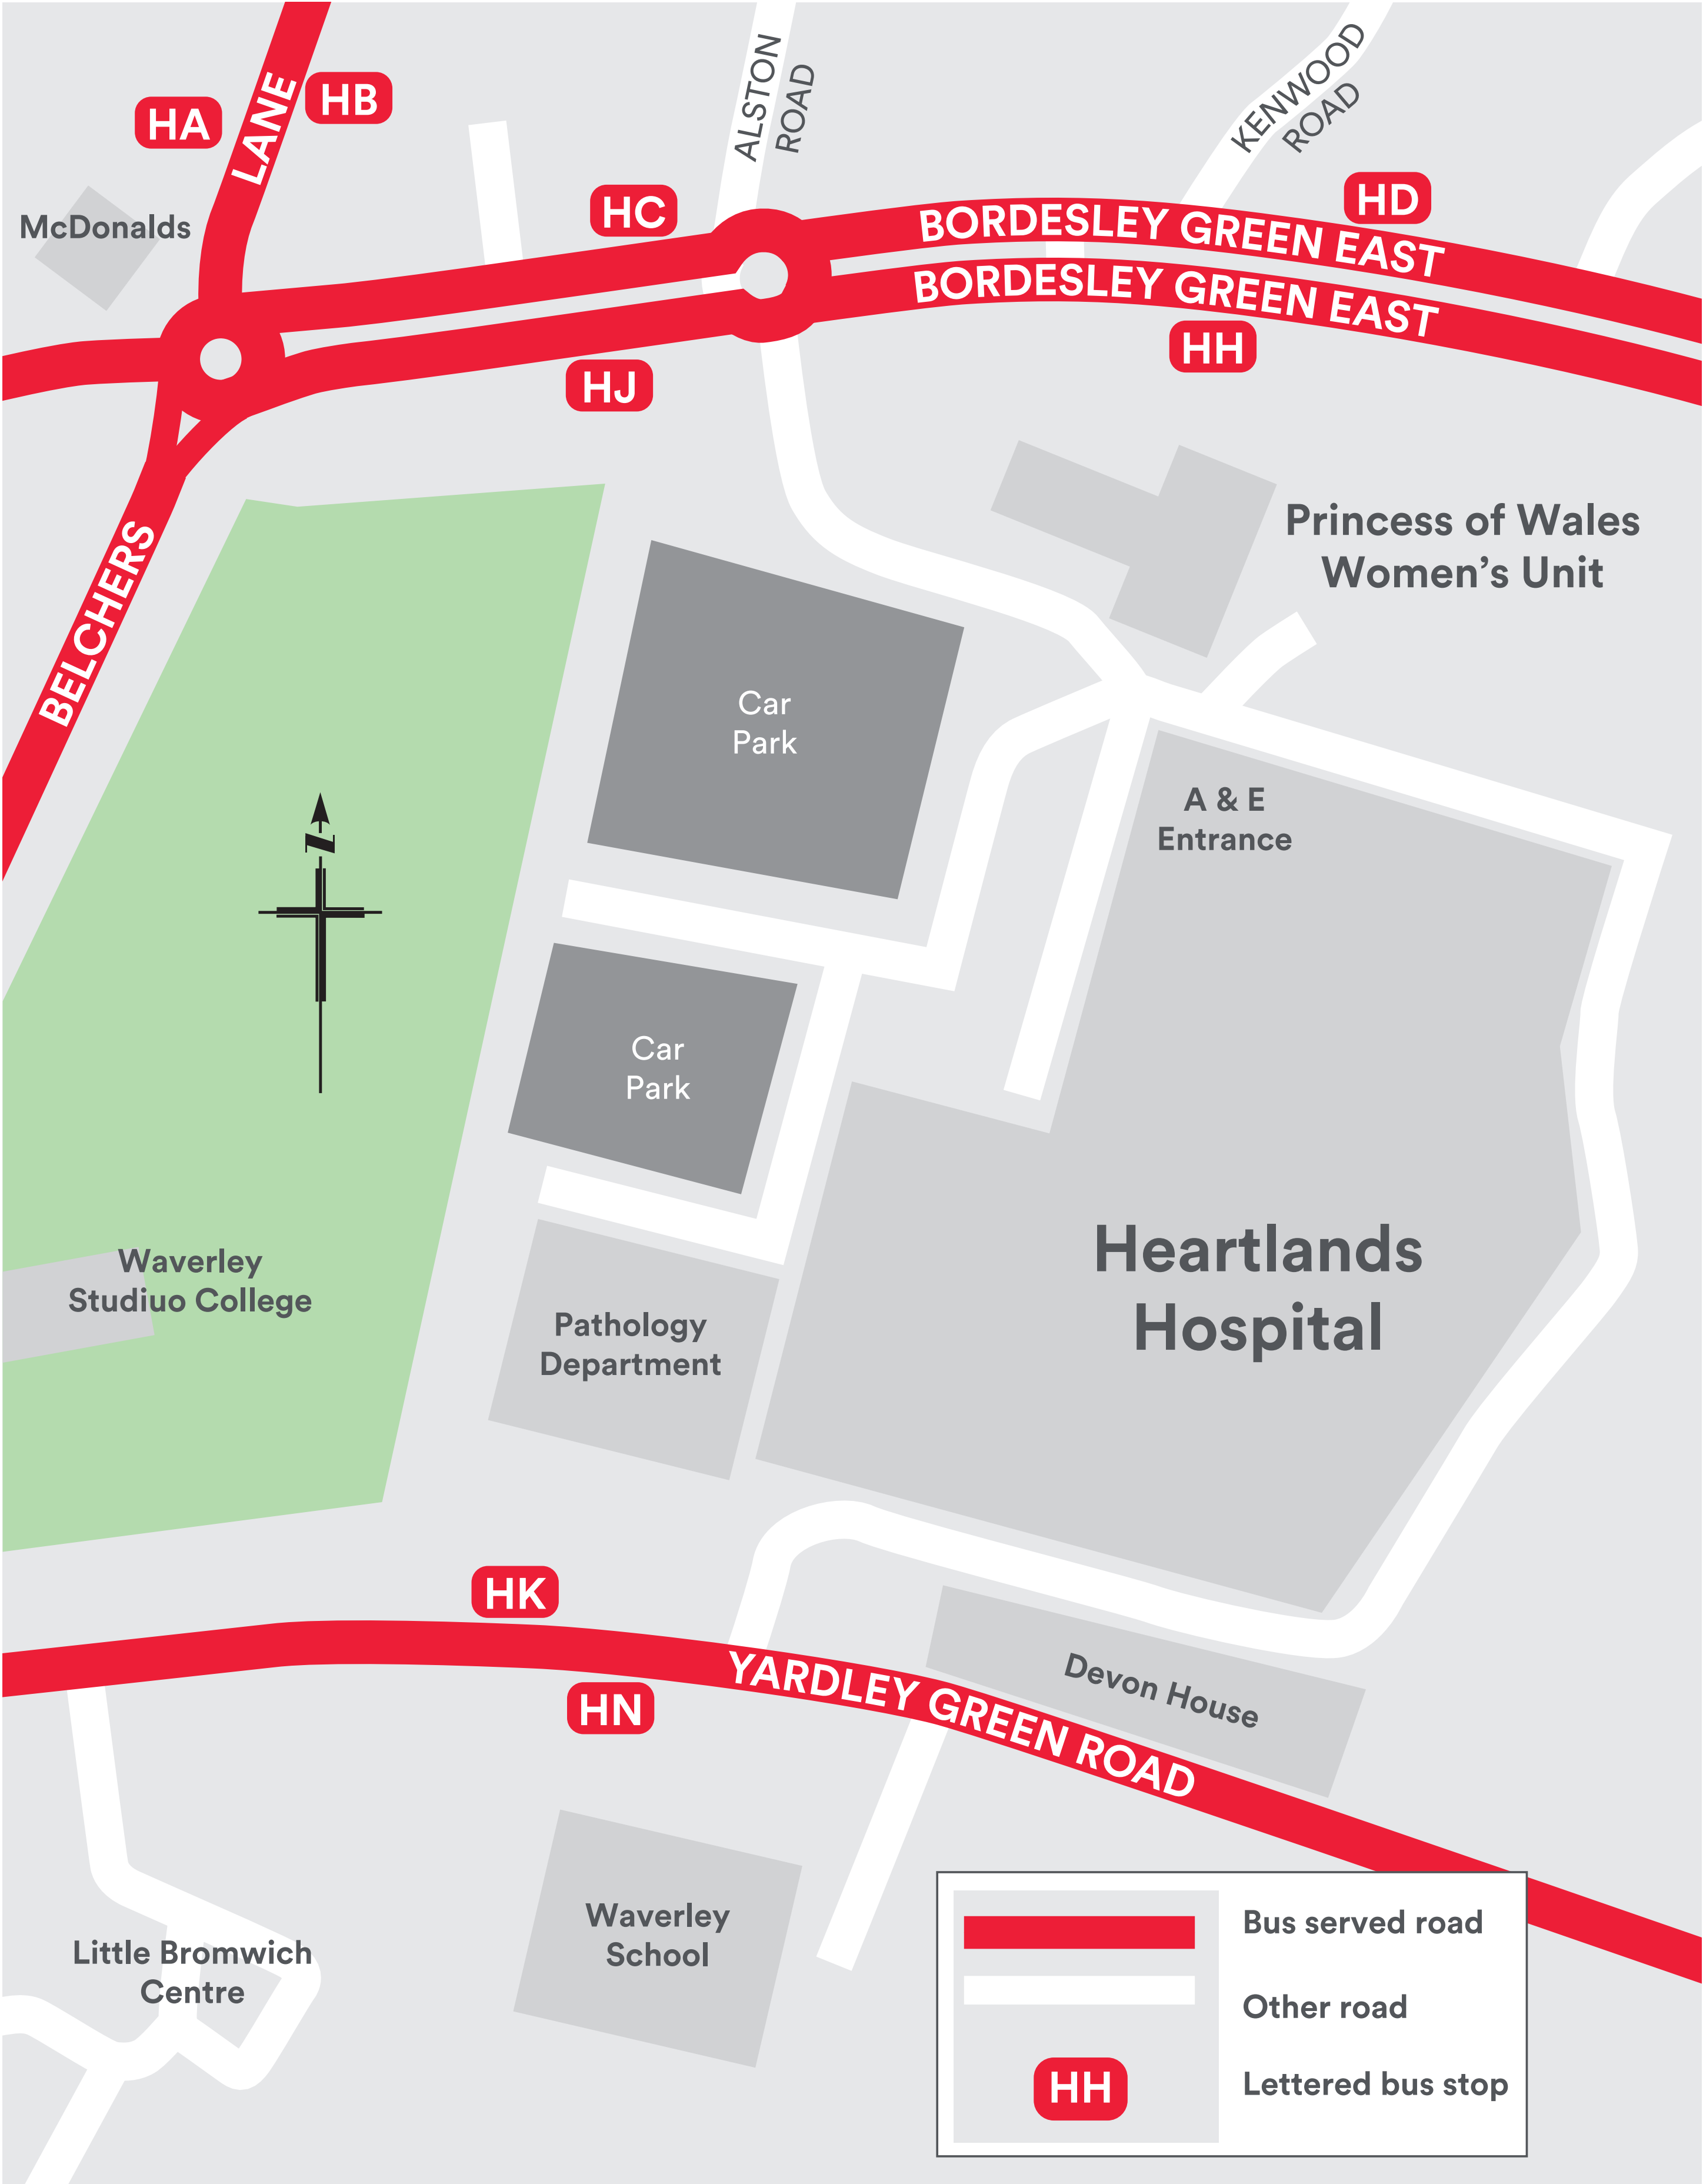 HA
LANE
HB
ALSTON
ROAD
KENWOOD
ROAD
McDonalds
HC
HD
BORDESLEY GREEN EAST
BORDESLEY GREEN EAST
HH
HJ
BELCHERS
Princess of Wales
Women’s Unit
Car
Park
A & E
Entrance
N
Car
Park
Waverley
Studiuo College
Heartlands
Hospital
Pathology
Department
HK
HN
YARDLEY GREEN ROAD
Devon House
Waverley
School
Little Bromwich
Centre
Bus served road
Other road
HH
Lettered bus stop